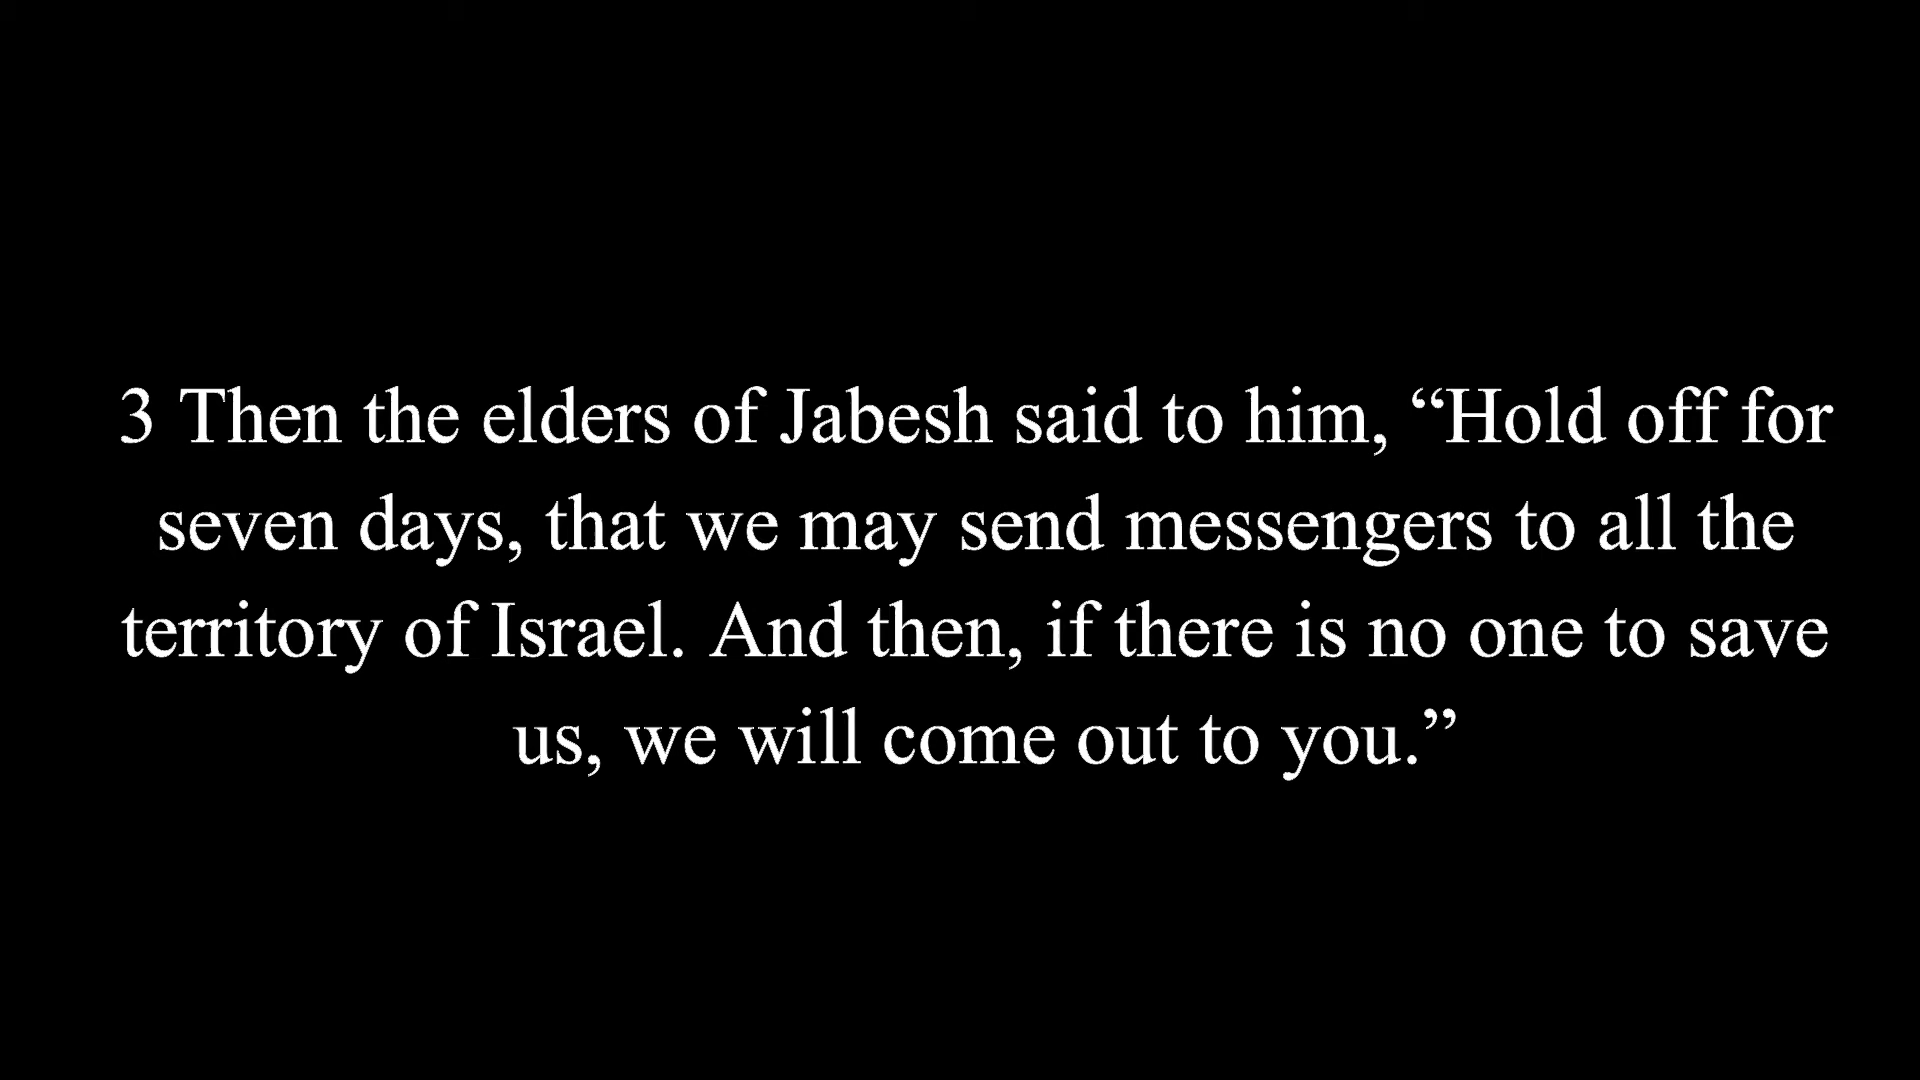 3 Then the elders of Jabesh said to him, “Hold off for
seven days, that we may send messengers to all the
territory of Israel. And then, if there is no one to save
us, we will come out to you.”